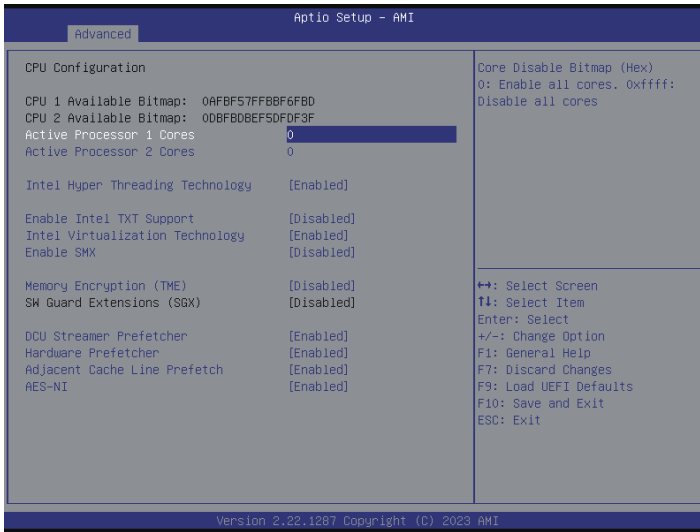 Aptio Setup – AMI
Advanced
CPU Configuration
CPU 1 Available Bitmap: 0AFBF57FFBBF6FBD
CPU 2 Available Bitmap: 0DBFBDBEF5DFDF3F
Active Processor 1 Cores 0
Active Processor 2 Cores 0
Intel Hyper Threading Technology [Enabled]
Enable Intel TXT Support [Disabled]
Intel Virtualization Technology [Enabled]
Enable SMX [Disabled]
Memory Encryption (TME) [Disabled]
SW Guard Extensions (SGX) [Disabled]
DCU Streamer Prefetcher [Enabled]
Hardware Prefetcher [Enabled]
Adjacent Cache Line Prefetch [Enabled]
AES-NI [Enabled]
Core Disable Bitmap (Hex)
0: Enable all cores. 0xffff:
Disable all cores
↔: Select Screen
↑↓: Select Item
Enter: Select
+/-: Change Option
F1: General Help
F7: Discard Changes
F9: Load UEFI Defaults
F10: Save and Exit
ESC: Exit
Version 2.22.1287 Copyright (C) 2023 AMI